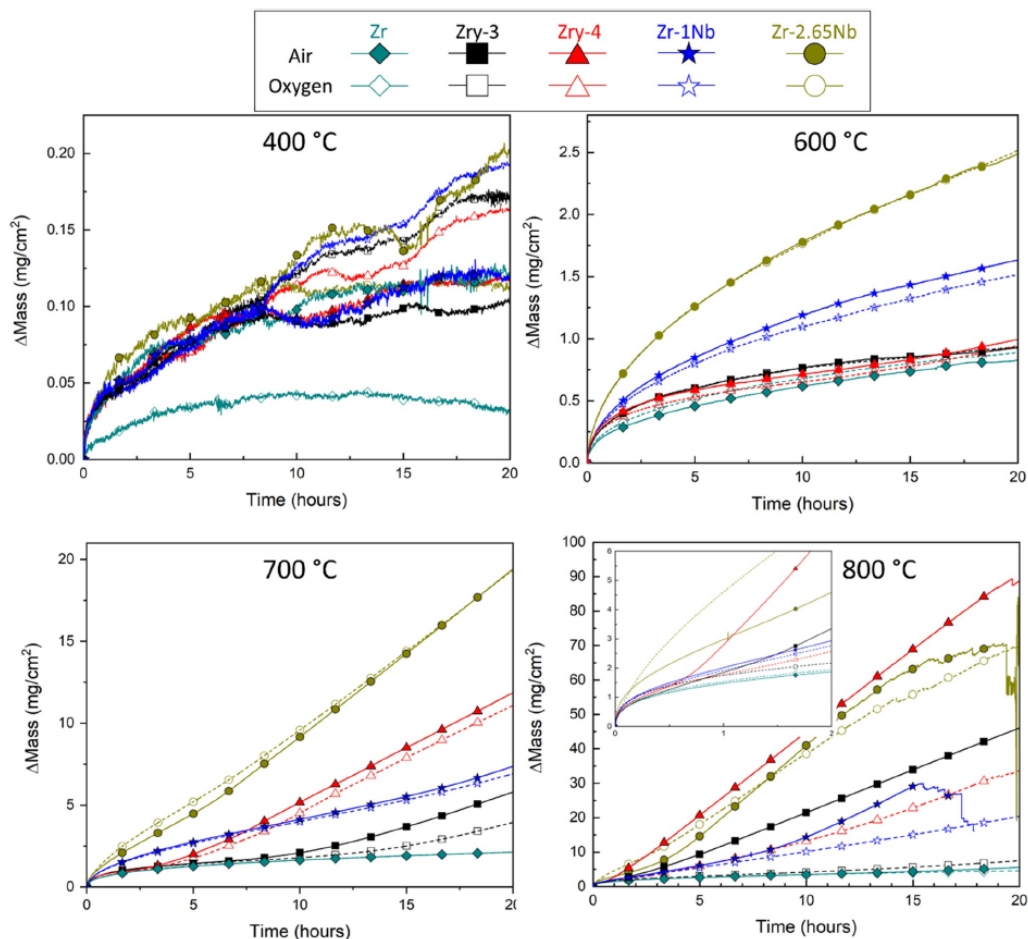 Zr Zry-3 Zry-4 Zr-1Nb Zr-2.65Nb
Air
Oxygen
400 °C
0.20
0.15
0.10
0.05
0.00
ΔMass (mg/cm²)
0 5 10 15 20
Time (hours)
600 °C
2.5
2.0
1.5
1.0
0.5
0.0
ΔMass (mg/cm²)
0 5 10 15 20
Time (hours)
700 °C
20
15
10
5
0
ΔMass (mg/cm²)
0 5 10 15 20
Time (hours)
800 °C
100
90
80
70
60
50
40
30
20
10
0
ΔMass (mg/cm²)
0 5 10 15 20
Time (hours)
6
5
4
3
2
1
0
0 1 2